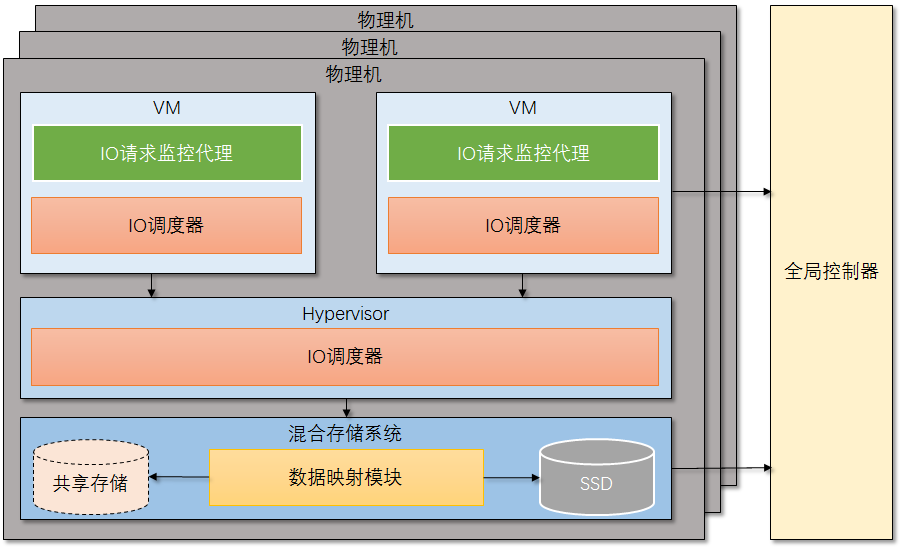 物理机
物理机
物理机
VM
IO请求监控代理
IO调度器
VM
IO请求监控代理
IO调度器
Hypervisor
IO调度器
混合存储系统
共享存储
数据映射模块
SSD
全局控制器